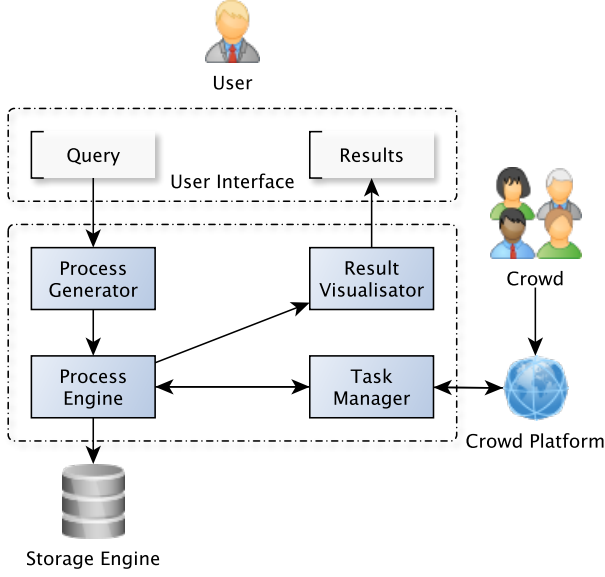 User
Query
Results
User Interface
Process
Generator
Result
Visualisator
Crowd
Process
Engine
Task
Manager
Crowd Platform
Storage Engine